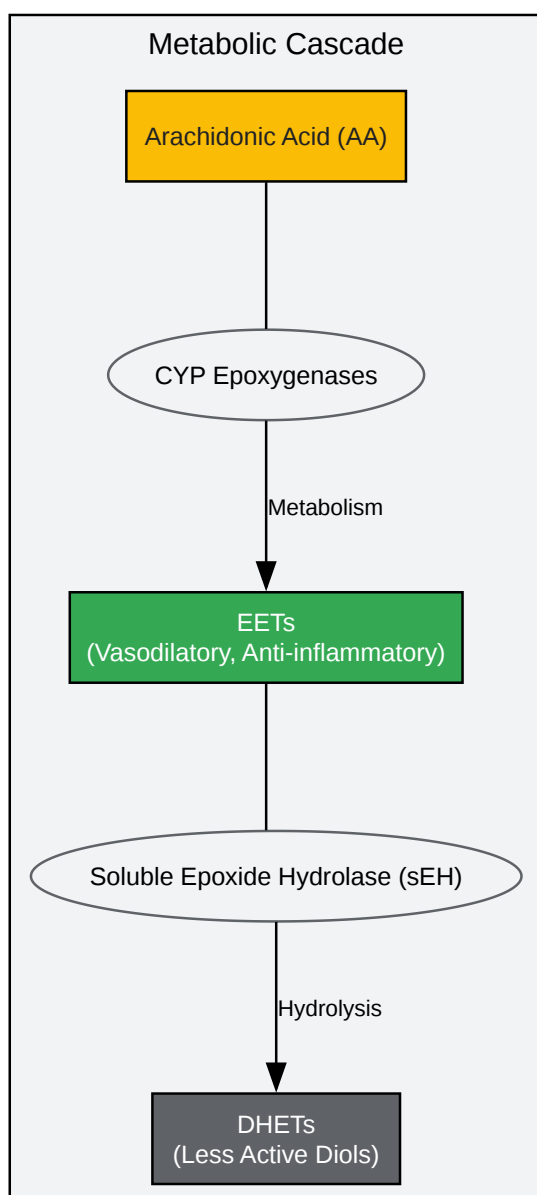 Metabolic Cascade
Arachidonic Acid (AA)
CYP Epoxygenases
Metabolism
EETs
(Vasodilatory, Anti-inflammatory)
Soluble Epoxide Hydrolase (sEH)
Hydrolysis
DHETs
(Less Active Diols)